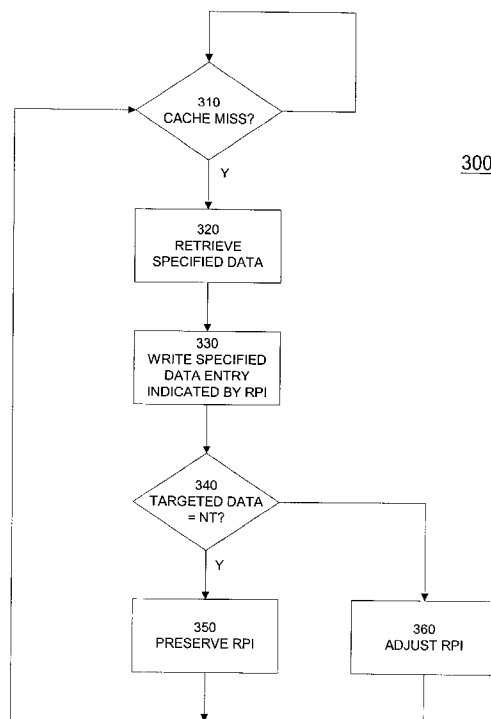 310
CACHE MISS?
Y
300
320
RETRIEVE
SPECIFIED DATA
330
WRITE SPECIFIED
DATA ENTRY
INDICATED BY RPI
340
TARGETED DATA
= NT?
Y
350
PRESERVE RPI
360
ADJUST RPI